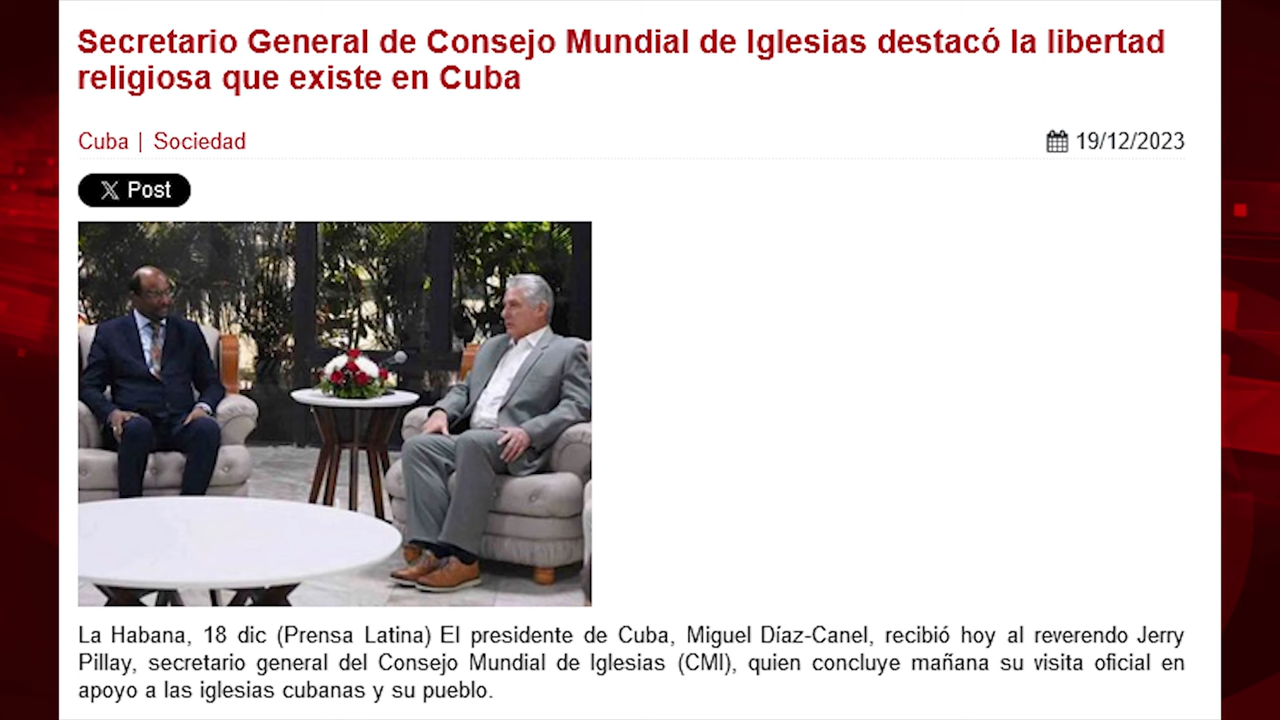 Secretario General de Consejo Mundial de Iglesias destacó la libertad
religiosa que existe en Cuba
Cuba | Sociedad
19/12/2023
X Post
La Habana, 18 dic (Prensa Latina) El presidente de Cuba, Miguel Díaz-Canel, recibió hoy al reverendo Jerry
Pillay, secretario general del Consejo Mundial de Iglesias (CMI), quien concluye mañana su visita oficial en
apoyo a las iglesias cubanas y su pueblo.